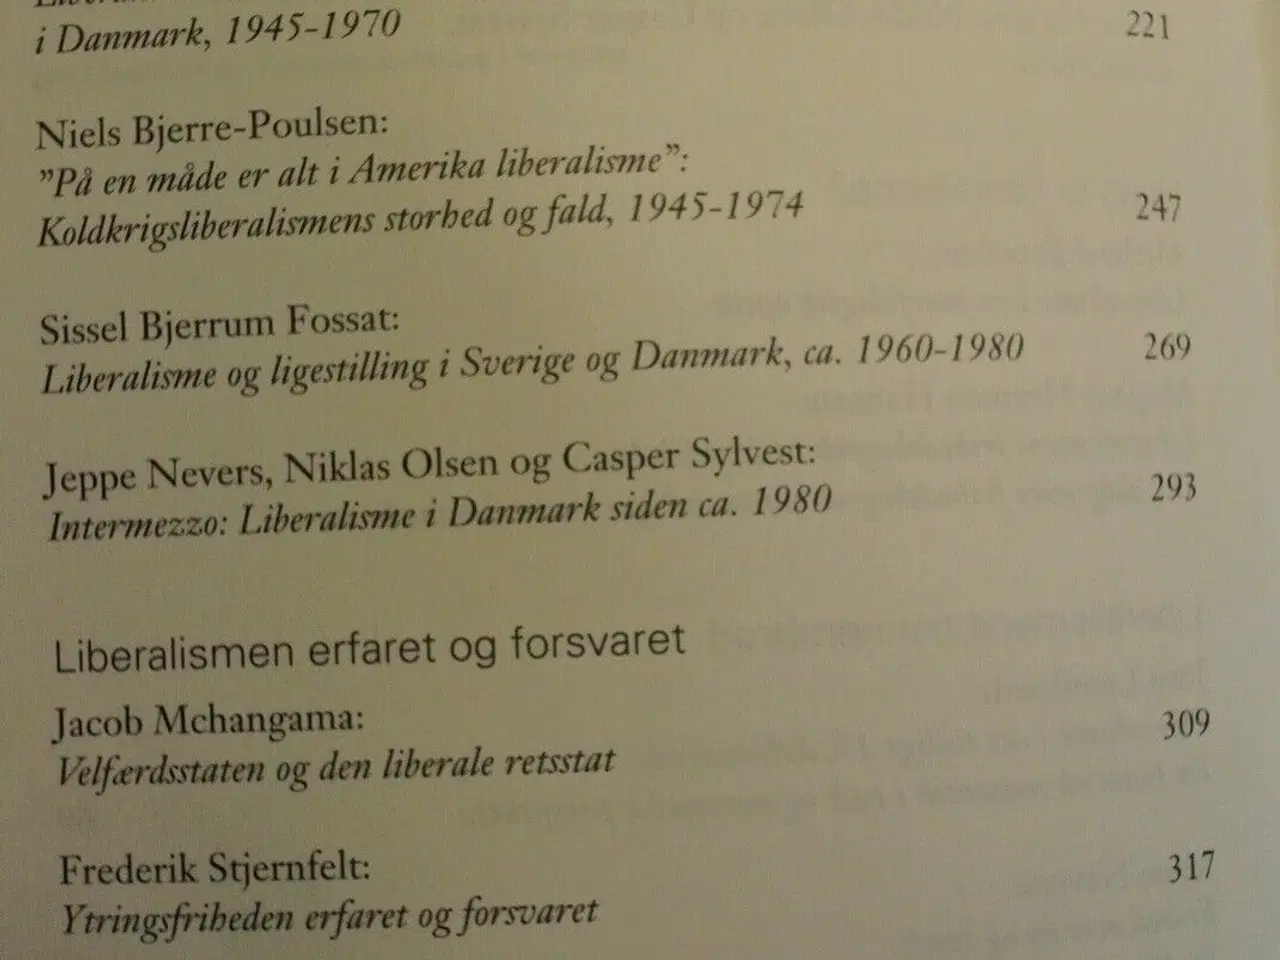 i Danmark, 1945-1970 221
Niels Bjerre-Poulsen:
”På en måde er alt i Amerika liberalisme”:
Koldkrigsliberalismens storhed og fald, 1945-1974 247
Sissel Bjerrum Fossat:
Liberalisme og ligestilling i Sverige og Danmark, ca. 1960-1980 269
Jeppe Nevers, Niklas Olsen og Casper Sylvest:
Intermezzo: Liberalisme i Danmark siden ca. 1980 293
Liberalismen erfaret og forsvaret
Jacob Mchangama:
Velfærdsstaten og den liberale retsstat 309
Frederik Stjernfelt:
Ytringsfriheden erfaret og forsvaret 317